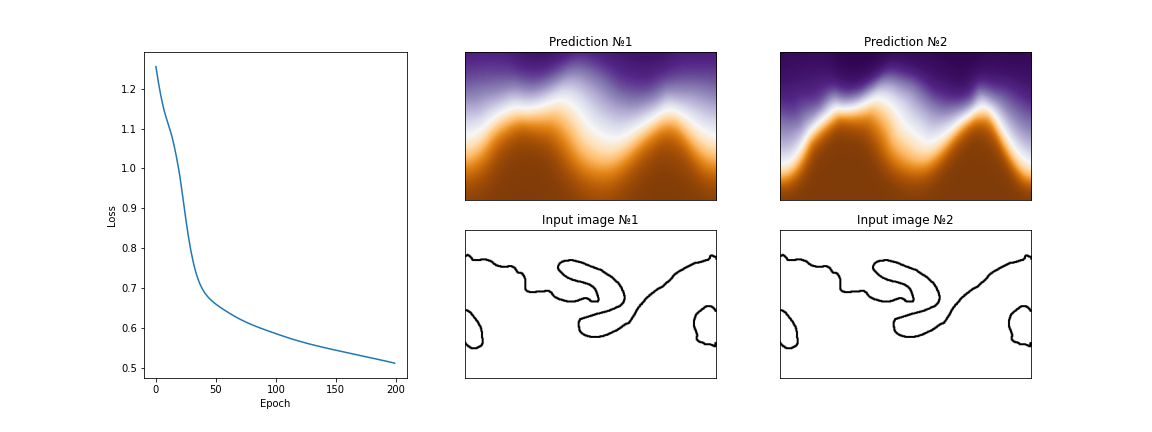 Prediction №1
Prediction №2
1.2
1.1
1.0
0.9
0.8
0.7
0.6
0.5
Loss
0 50 100 150 200
Epoch
Input image №1
Input image №2